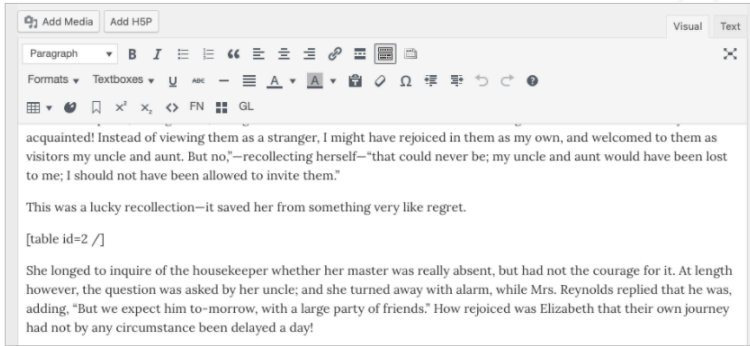 Add Media Add H5P
Visual Text
Paragraph B I
Formats Textboxes U ABC A A Ω
x² x₂ <> FN GL
acquainted! Instead of viewing them as a stranger, I might have rejoiced in them as my own, and welcomed to them as
visitors my uncle and aunt. But no,”—recollecting herself—“that could never be; my uncle and aunt would have been lost
to me; I should not have been allowed to invite them.”
This was a lucky recollection—it saved her from something very like regret.
[table id=2 /]
She longed to inquire of the housekeeper whether her master was really absent, but had not the courage for it. At length
however, the question was asked by her uncle; and she turned away with alarm, while Mrs. Reynolds replied that he was,
adding, “But we expect him to-morrow, with a large party of friends.” How rejoiced was Elizabeth that their own journey
had not by any circumstance been delayed a day!